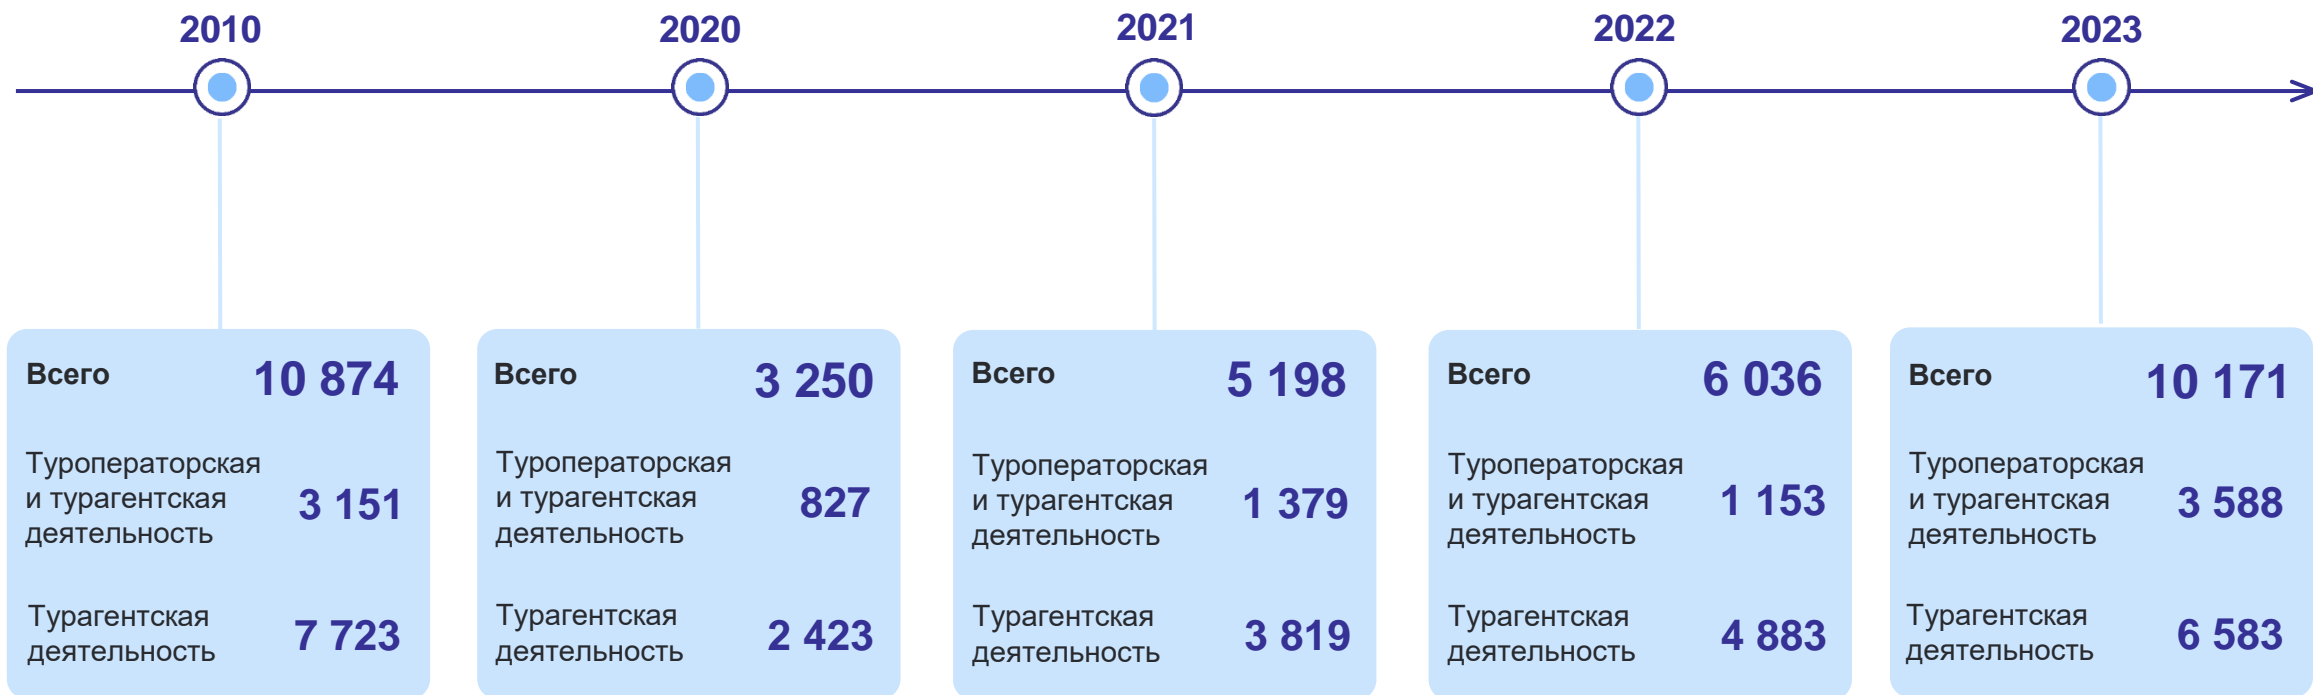 2010
2020
2021
2022
2023
Всего 10 874
Туроператорская
и турагентская
деятельность
3 151
Турагентская
деятельность
7 723
Всего 3 250
Туроператорская
и турагентская
деятельность
827
Турагентская
деятельность
2 423
Всего 5 198
Туроператорская
и турагентская
деятельность
1 379
Турагентская
деятельность
3 819
Всего 6 036
Туроператорская
и турагентская
деятельность
1 153
Турагентская
деятельность
4 883
Всего 10 171
Туроператорская
и турагентская
деятельность
3 588
Турагентская
деятельность
6 583